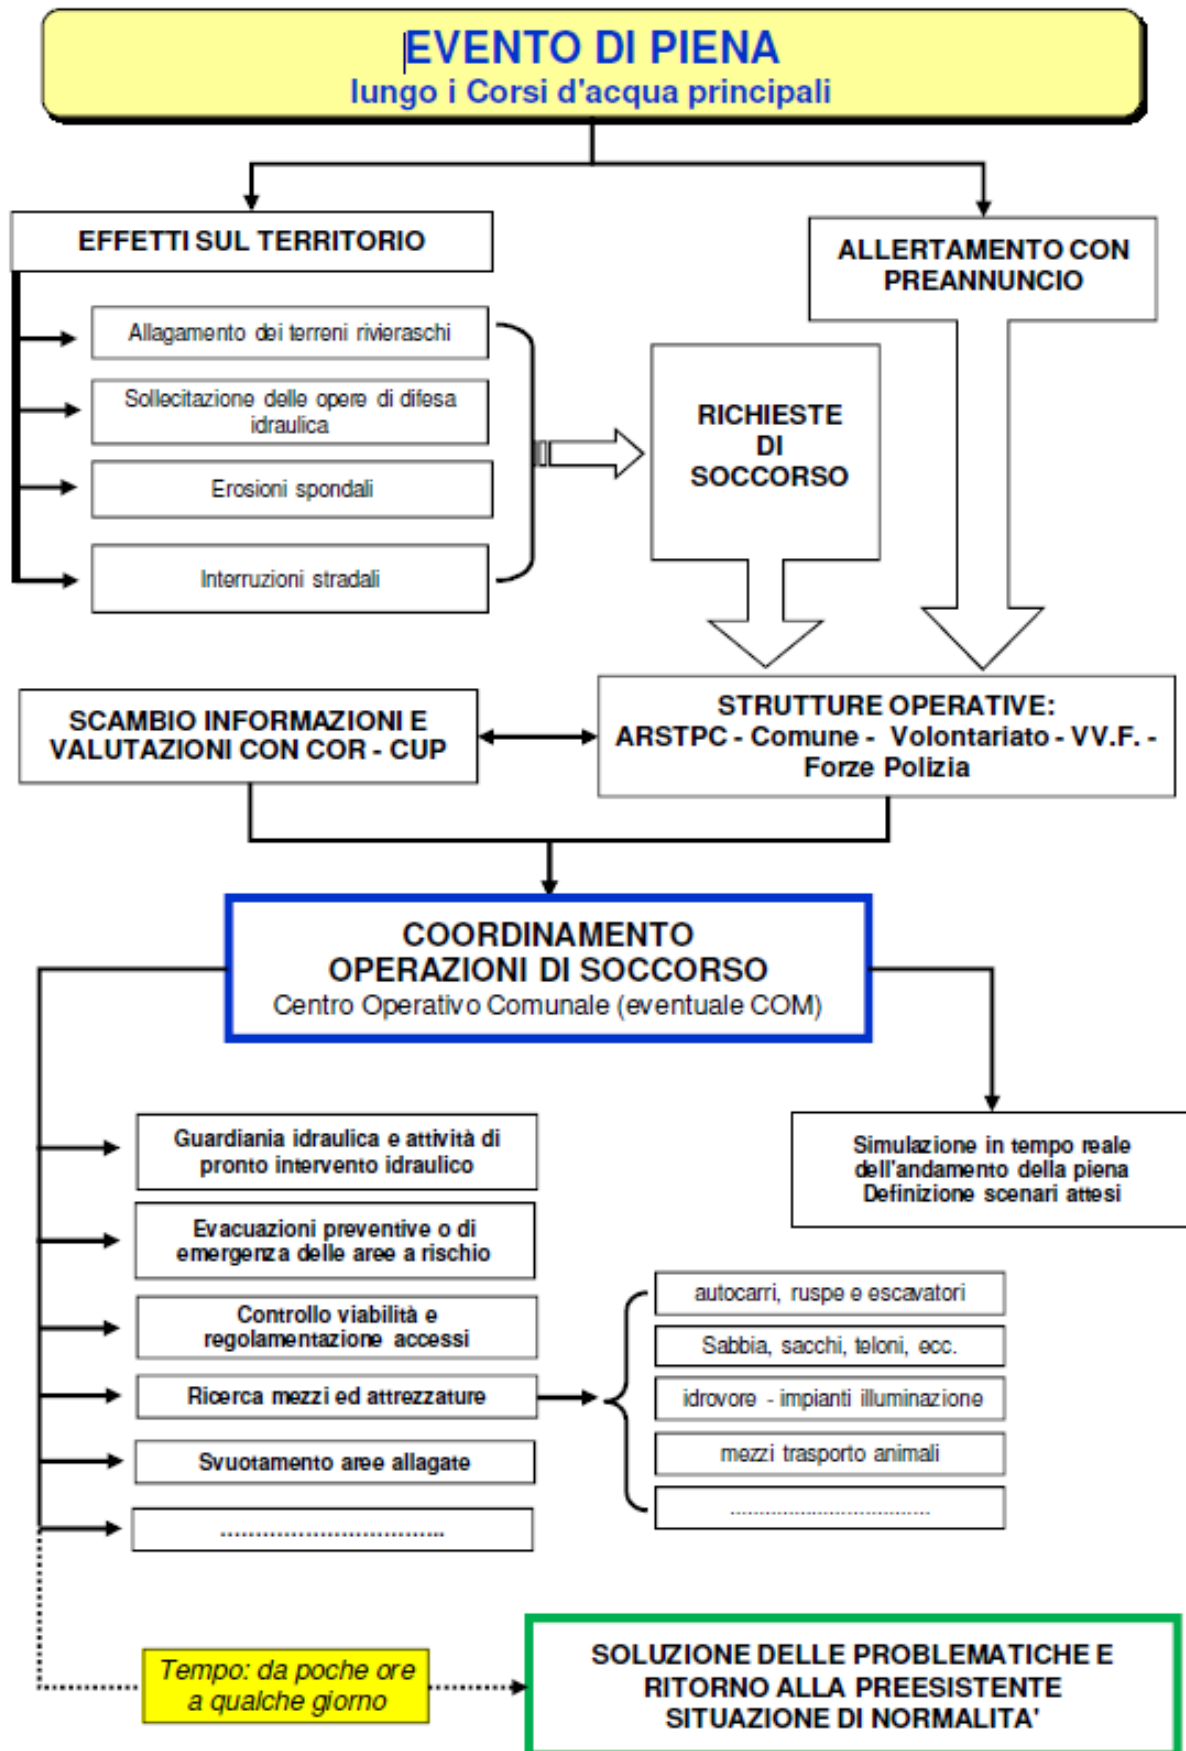 EVENTO DI PIENA
lungo i Corsi d'acqua principali
EFFETTI SUL TERRITORIO
ALLERTAMENTO CON
PREANNUNCIO
Allagamento dei terreni rivieraschi
Sollecitazione delle opere di difesa
idraulica
Erosioni spondali
Interruzioni stradali
RICHIESTE
DI
SOCCORSO
SCAMBIO INFORMAZIONI E
VALUTAZIONI CON COR - CUP
STRUTTURE OPERATIVE:
ARSTPC - Comune - Volontariato - VV.F. -
Forze Polizia
COORDINAMENTO
OPERAZIONI DI SOCCORSO
Centro Operativo Comunale (eventuale COM)
Guardiania idraulica e attività di
pronto intervento idraulico
Evacuazioni preventive o di
emergenza delle aree a rischio
Controllo viabilità e
regolamentazione accessi
Ricerca mezzi ed attrezzature
Svuotamento aree allagate
................................
Simulazione in tempo reale
dell'andamento della piena
Definizione scenari attesi
autocarri, ruspe e escavatori
Sabbia, sacchi, teloni, ecc.
idrovore - impianti illuminazione
mezzi trasporto animali
..................................
Tempo: da poche ore
a qualche giorno
SOLUZIONE DELLE PROBLEMATICHE E
RITORNO ALLA PREESISTENTE
SITUAZIONE DI NORMALITA'